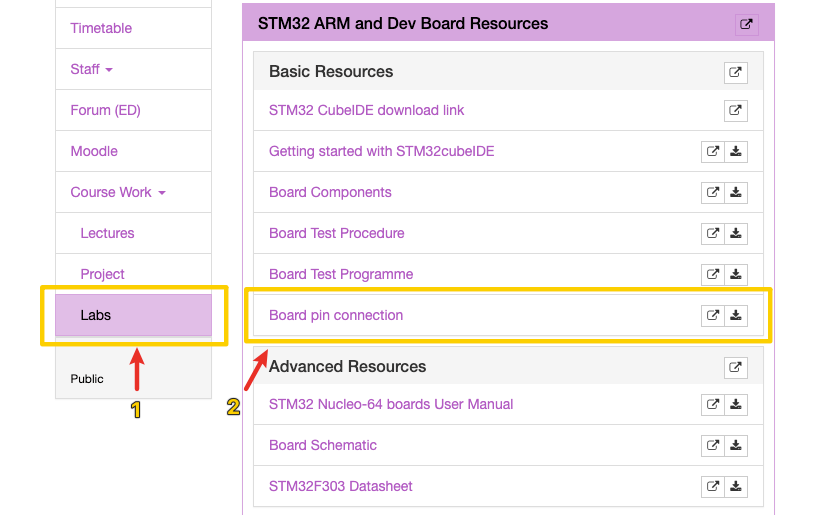 Timetable
Staff
Forum (ED)
Moodle
Course Work
Lectures
Project
Labs
Public
1
STM32 ARM and Dev Board Resources
Basic Resources
STM32 CubeIDE download link
Getting started with STM32cubeIDE
Board Components
Board Test Procedure
Board Test Programme
Board pin connection
2
Advanced Resources
STM32 Nucleo-64 boards User Manual
Board Schematic
STM32F303 Datasheet